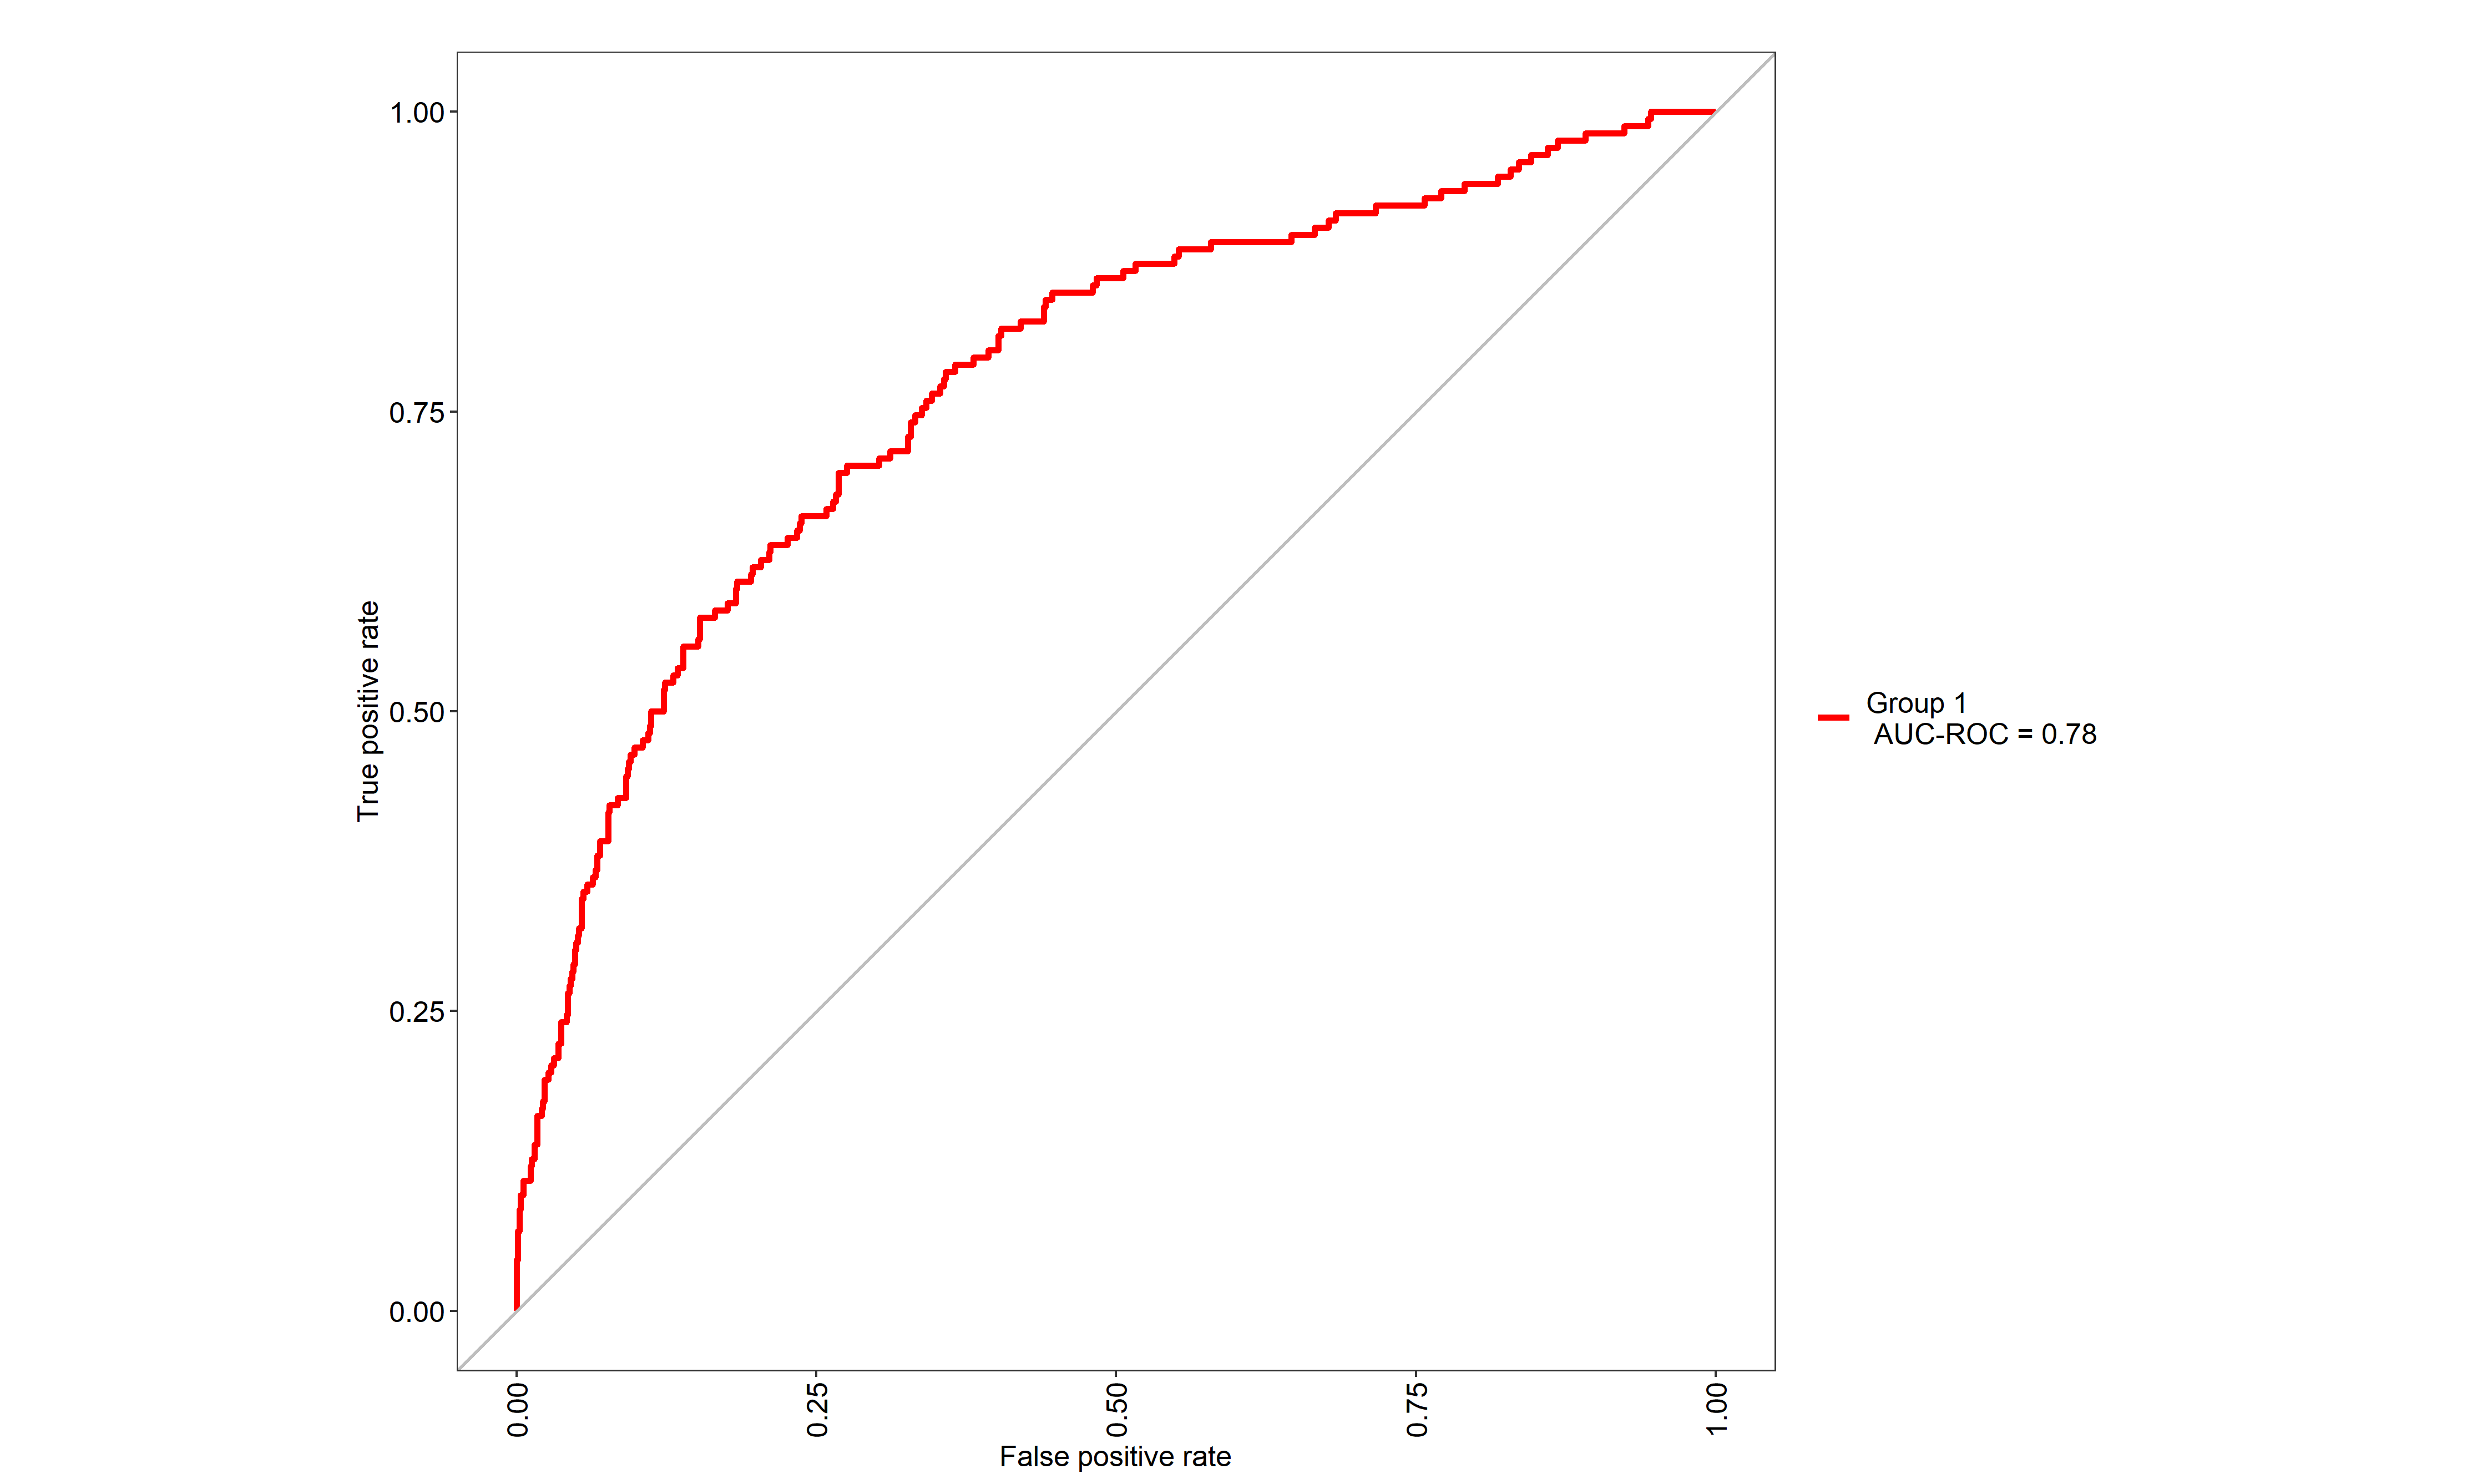 1.00
0.75
0.50
0.25
0.00
True positive rate
0.00
0.25
0.50
0.75
1.00
False positive rate
Group 1
AUC-ROC = 0.78